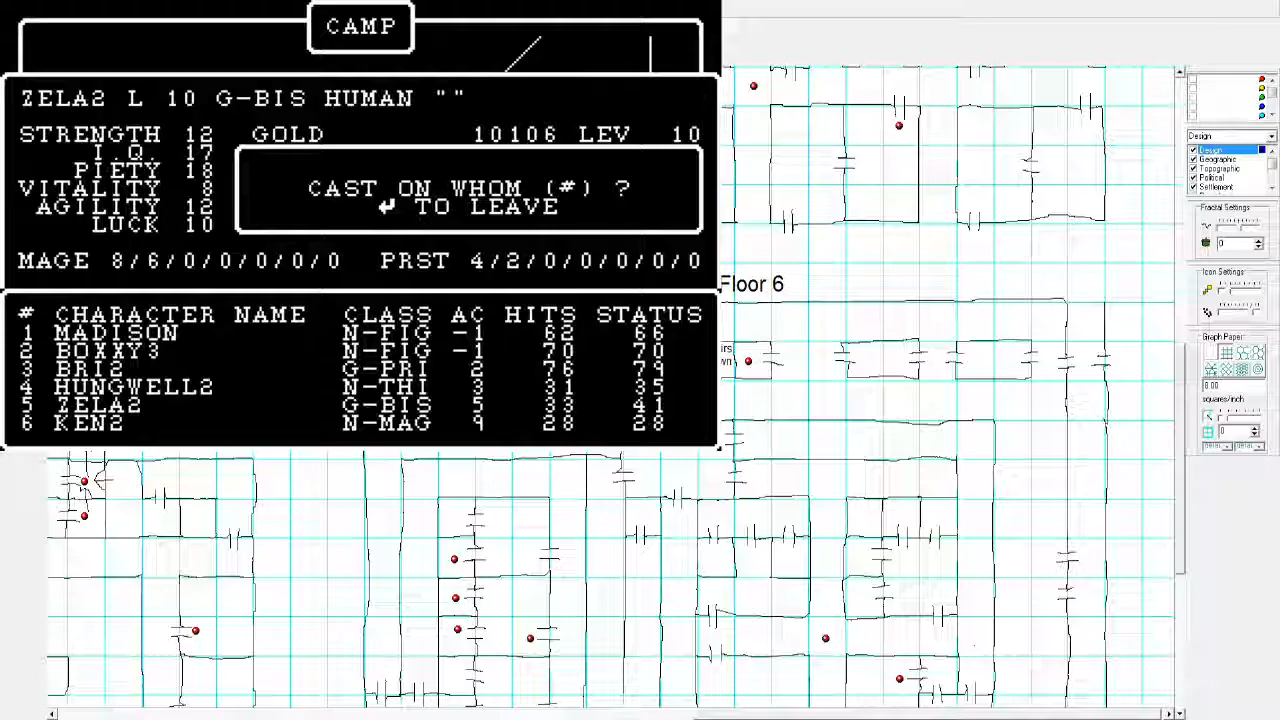 CAMP
ZELA2 L 10 G-BIS HUMAN ""
STRENGTH 12 GOLD 10106 LEV 10
I.Q. 17
PIETY 18
VITALITY 8
AGILITY 12
LUCK 10
CAST ON WHOM (#) ?
↵ TO LEAVE
MAGE 8/6/0/0/0/0/0 PRST 4/2/0/0/0/0/0
# CHARACTER NAME CLASS AC HITS STATUS
1 MADISON N-FIG -1 62 66
2 BOXXY3 N-FIG -1 70 70
3 BRI2 G-PRI 2 76 79
4 HUNGWELL2 N-THI 3 31 35
5 ZELA2 G-BIS 5 33 41
6 KEN2 N-MAG 9 28 28
Floor 6
Design
Design
Geographic
Topographic
Political
Settlement
Fractal Settings
0
Icon Settings
Graph Paper:
0.00
squares/inch
0